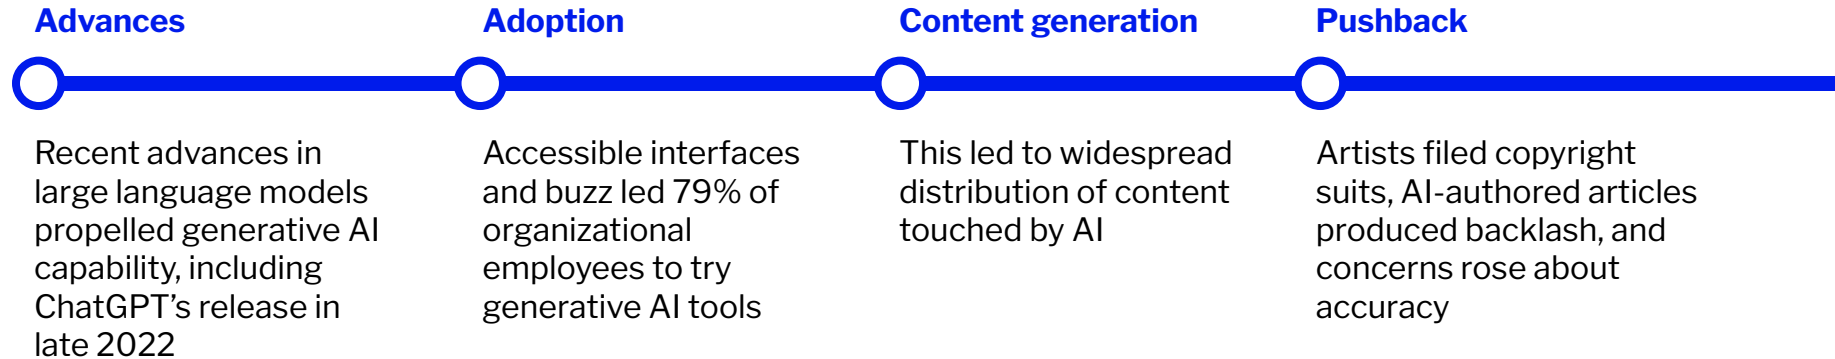 Advances
Recent advances in
large language models
propelled generative AI
capability, including
ChatGPT’s release in
late 2022
Adoption
Accessible interfaces
and buzz led 79% of
organizational
employees to try
generative AI tools
Content generation
This led to widespread
distribution of content
touched by AI
Pushback
Artists filed copyright
suits, AI-authored articles
produced backlash, and
concerns rose about
accuracy